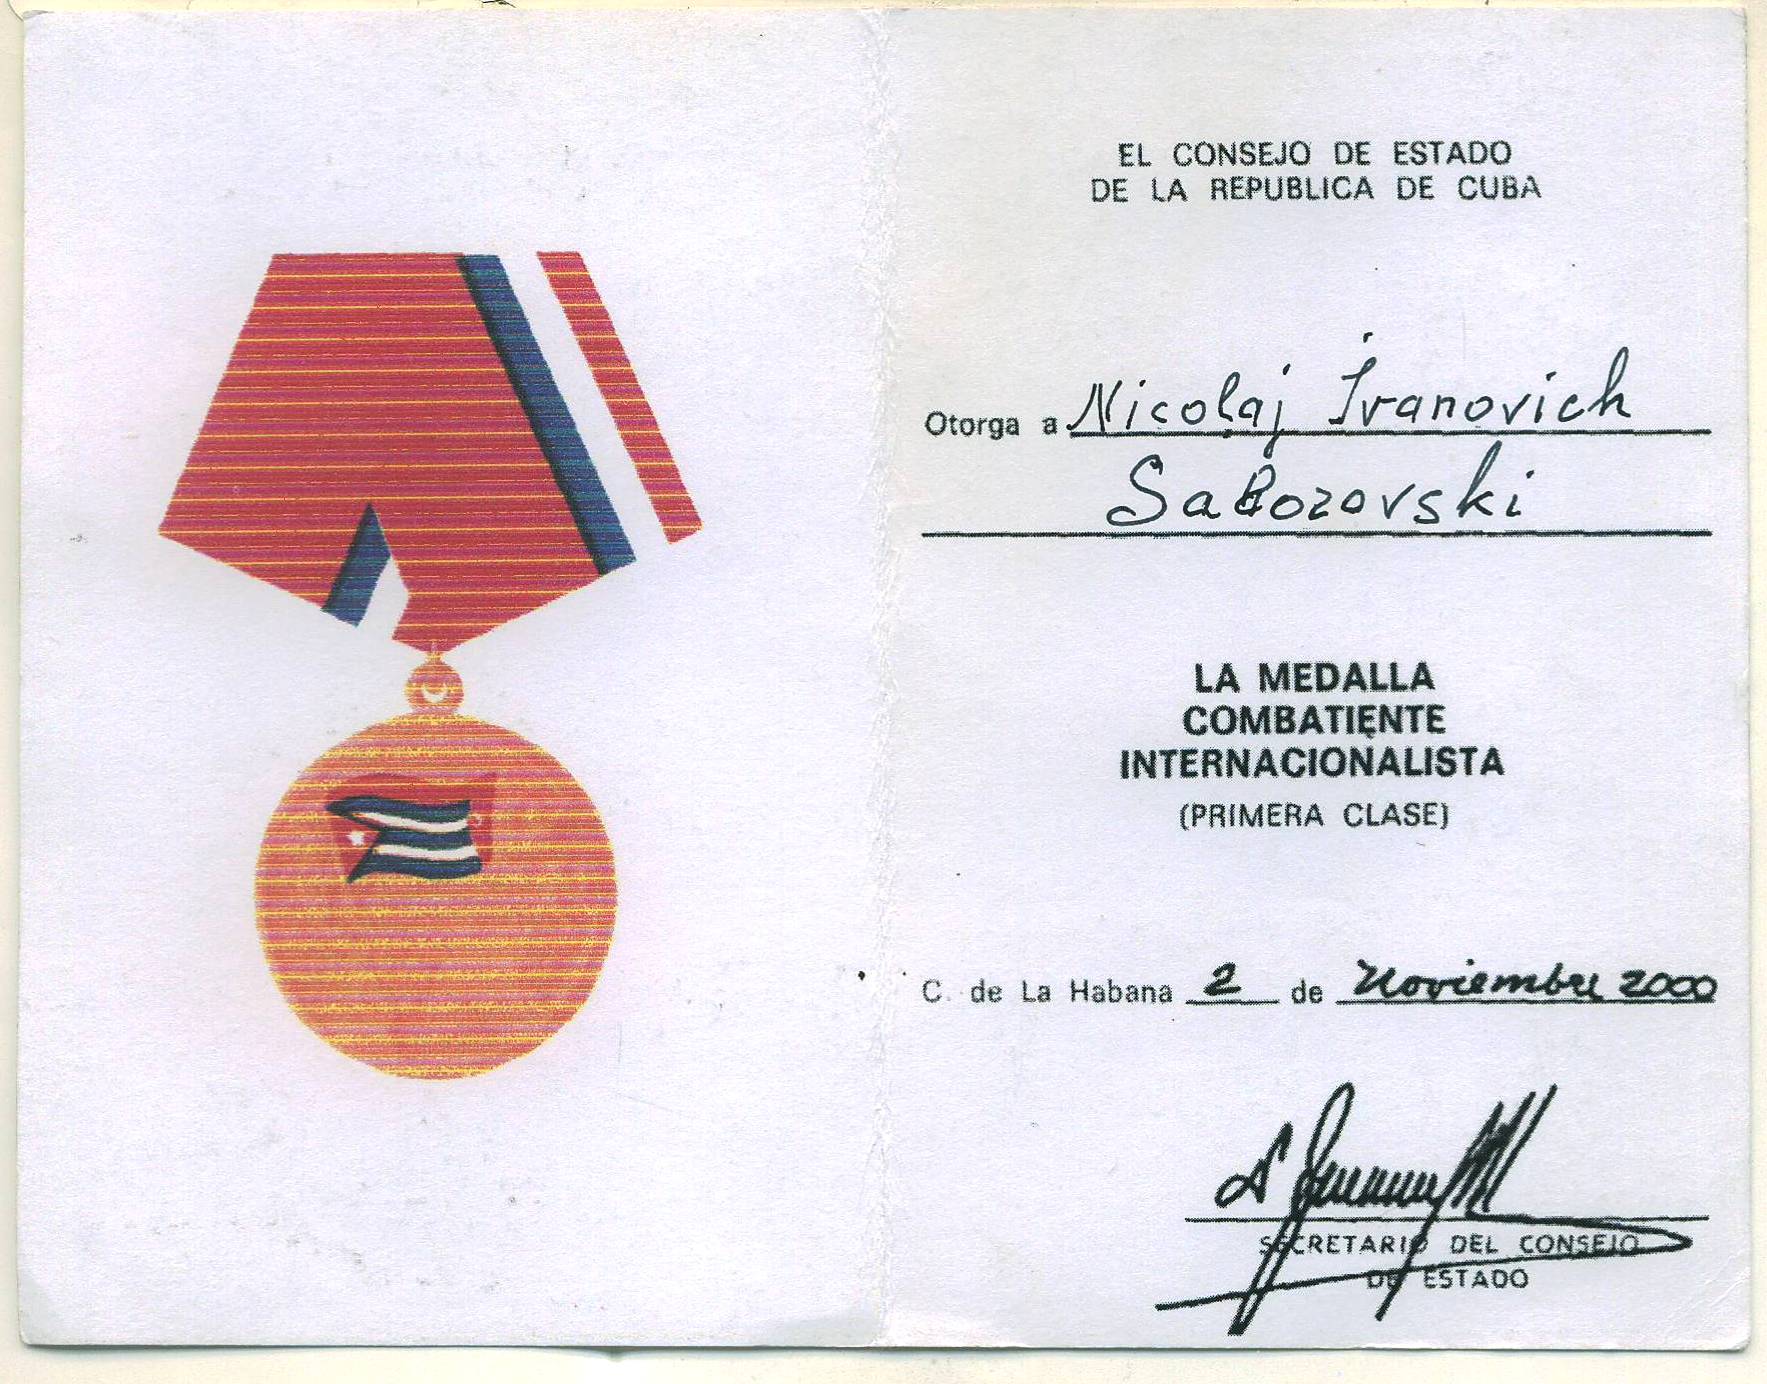 EL CONSEJO DE ESTADO
DE LA REPUBLICA DE CUBA
Otorga a Nicolaj Ivanovich
Sabozovski
LA MEDALLA
COMBATIENTE
INTERNACIONALISTA
(PRIMERA CLASE)
C. de La Habana 2 de Noviembre 2000
SECRETARIO DEL CONSEJO
DE ESTADO